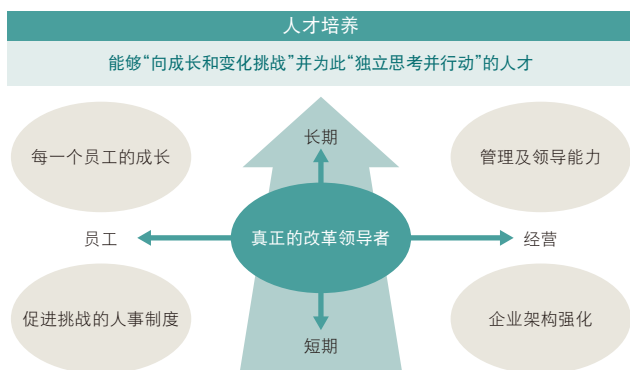 人才培养
能够“向成长和变化挑战”并为此“独立思考并行动”的人才
长期
每一个员工的成长
管理及领导能力
员工
真正的改革领导者
经营
促进挑战的人事制度
企业架构强化
短期